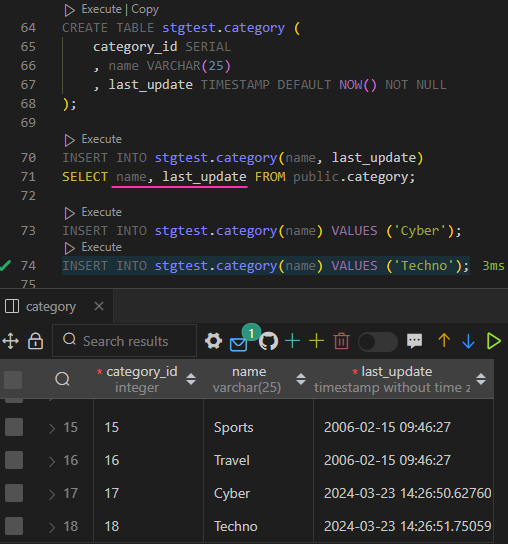 Execute | Copy
64 CREATE TABLE stgtest.category (
65 category_id SERIAL
66 , name VARCHAR(25)
67 , last_update TIMESTAMP DEFAULT NOW() NOT NULL
68 );
69
Execute
70 INSERT INTO stgtest.category(name, last_update)
71 SELECT name, last_update FROM public.category;
72
Execute
73 INSERT INTO stgtest.category(name) VALUES ('Cyber');
Execute
74 INSERT INTO stgtest.category(name) VALUES ('Techno'); 3ms
75
category
Search results 1
* category_id name * last_update
integer varchar(25) timestamp without time z
15 15 Sports 2006-02-15 09:46:27
16 16 Travel 2006-02-15 09:46:27
17 17 Cyber 2024-03-23 14:26:50.62760
18 18 Techno 2024-03-23 14:26:51.75059